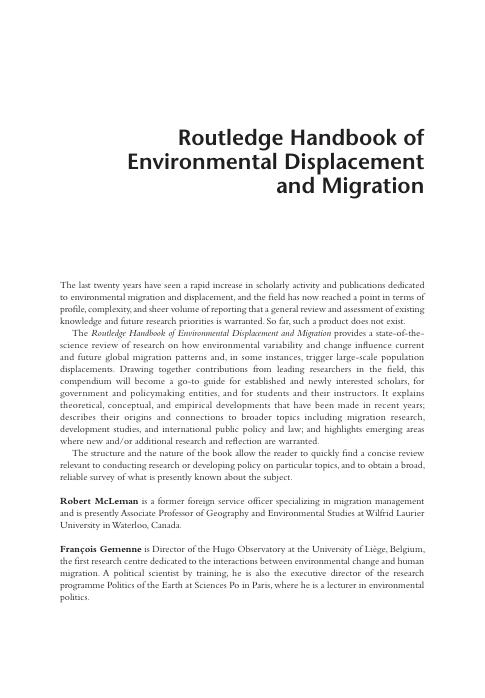 Routledge Handbook of
Environmental Displacement
and Migration
The last twenty years have seen a rapid increase in scholarly activity and publications dedicated
to environmental migration and displacement, and the field has now reached a point in terms of
profile, complexity, and sheer volume of reporting that a general review and assessment of existing
knowledge and future research priorities is warranted. So far, such a product does not exist.
The Routledge Handbook of Environmental Displacement and Migration provides a state-of-the-
science review of research on how environmental variability and change influence current
and future global migration patterns and, in some instances, trigger large-scale population
displacements. Drawing together contributions from leading researchers in the field, this
compendium will become a go-to guide for established and newly interested scholars, for
government and policymaking entities, and for students and their instructors. It explains
theoretical, conceptual, and empirical developments that have been made in recent years;
describes their origins and connections to broader topics including migration research,
development studies, and international public policy and law; and highlights emerging areas
where new and/or additional research and reflection are warranted.
The structure and the nature of the book allow the reader to quickly find a concise review
relevant to conducting research or developing policy on particular topics, and to obtain a broad,
reliable survey of what is presently known about the subject.
Robert McLeman is a former foreign service officer specializing in migration management
and is presently Associate Professor of Geography and Environmental Studies at Wilfrid Laurier
University in Waterloo, Canada.
François Gemenne is Director of the Hugo Observatory at the University of Liège, Belgium,
the first research centre dedicated to the interactions between environmental change and human
migration. A political scientist by training, he is also the executive director of the research
programme Politics of the Earth at Sciences Po in Paris, where he is a lecturer in environmental
politics.